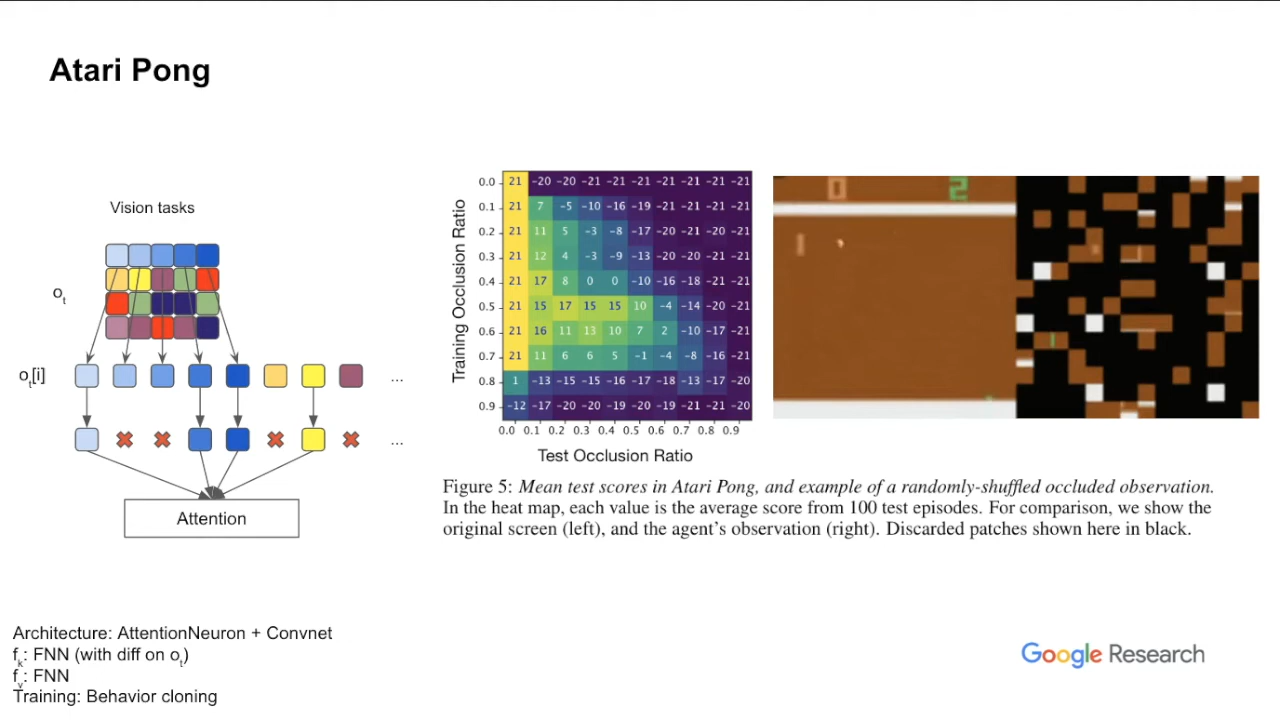 Atari Pong
Vision tasks
oₜ
oₜ[i]
...
...
Attention
Training Occlusion Ratio
0.0 21 -20 -20 -21 -21 -21 -21 -21 -21 -21
0.1 21 7 -5 -10 -16 -19 -21 -21 -21 -21
0.2 21 11 5 -3 -8 -17 -20 -21 -20 -21
0.3 21 12 4 -3 -9 -13 -20 -20 -21 -21
0.4 21 17 8 0 0 -10 -16 -18 -21 -21
0.5 21 15 17 15 15 10 -4 -14 -20 -21
0.6 21 16 11 13 10 7 2 -10 -17 -21
0.7 21 11 6 6 5 -1 -4 -8 -16 -21
0.8 1 -13 -15 -15 -16 -17 -18 -13 -17 -20
0.9 -12 -17 -20 -20 -19 -20 -19 -21 -21 -20
0.0 0.1 0.2 0.3 0.4 0.5 0.6 0.7 0.8 0.9
Test Occlusion Ratio
0 2
Figure 5: Mean test scores in Atari Pong, and example of a randomly-shuffled occluded observation.
In the heat map, each value is the average score from 100 test episodes. For comparison, we show the
original screen (left), and the agent's observation (right). Discarded patches shown here in black.
Architecture: AttentionNeuron + Convnet
fₖ: FNN (with diff on oₜ)
fᵥ: FNN
Training: Behavior cloning
Google Research